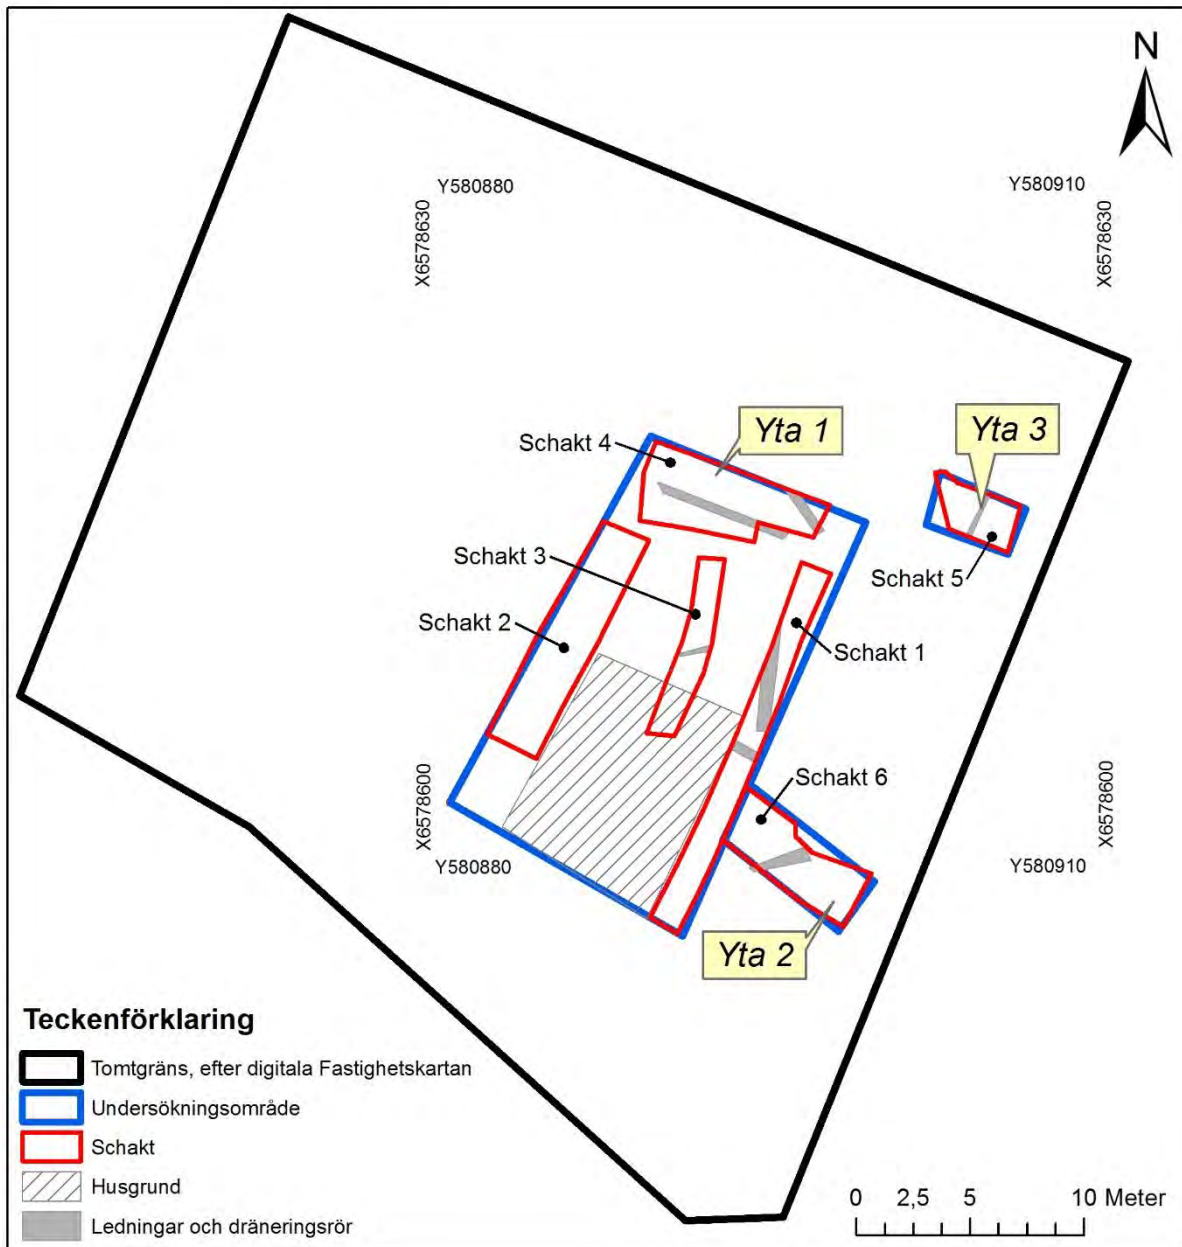 N
Y580880
Y580910
X6578630
X6578630
Schakt 4
Yta 1
Yta 3
Schakt 3
Schakt 5
Schakt 2
Schakt 1
Schakt 6
X6578600
X6578600
Y580880
Y580910
Yta 2
Teckenförklaring
Tomtgräns, efter digitala Fastighetskartan
Undersökningsområde
Schakt
Husgrund
Ledningar och dräneringsrör
0 2,5 5 10 Meter